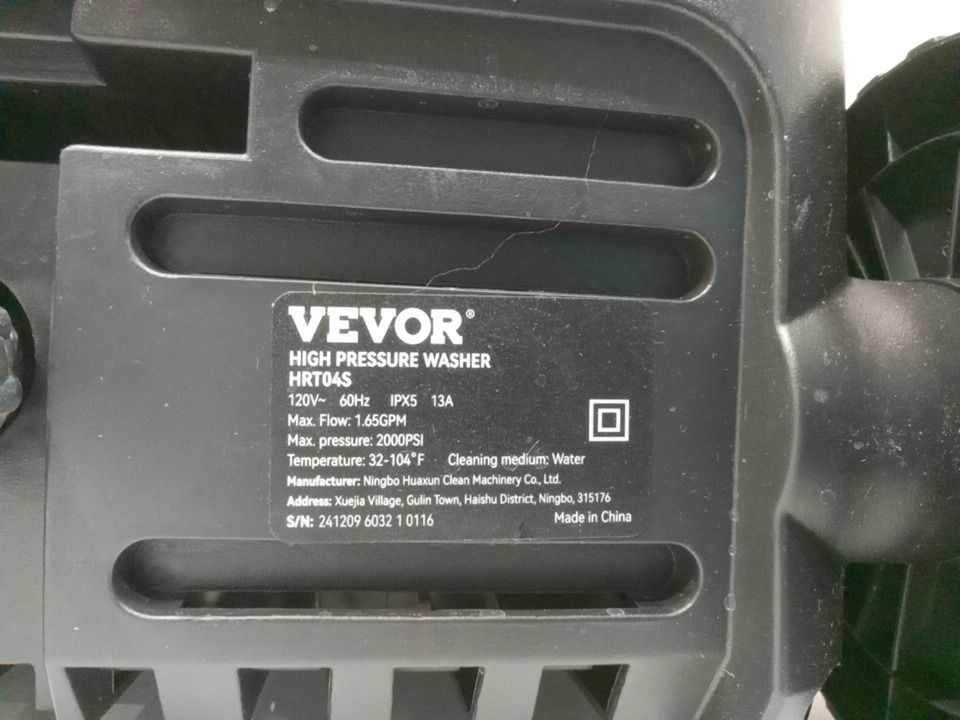 VEVOR®
HIGH PRESSURE WASHER
HRT04S
120V~ 60Hz IPX5 13A
Max. Flow: 1.65GPM
Max. pressure: 2000PSI
Temperature: 32-104°F Cleaning medium: Water
Manufacturer: Ningbo Huaxun Clean Machinery Co., Ltd.
Address: Xuejia Village, Gulin Town, Haishu District, Ningbo, 315176
S/N: 241209 6032 1 0116 Made in China